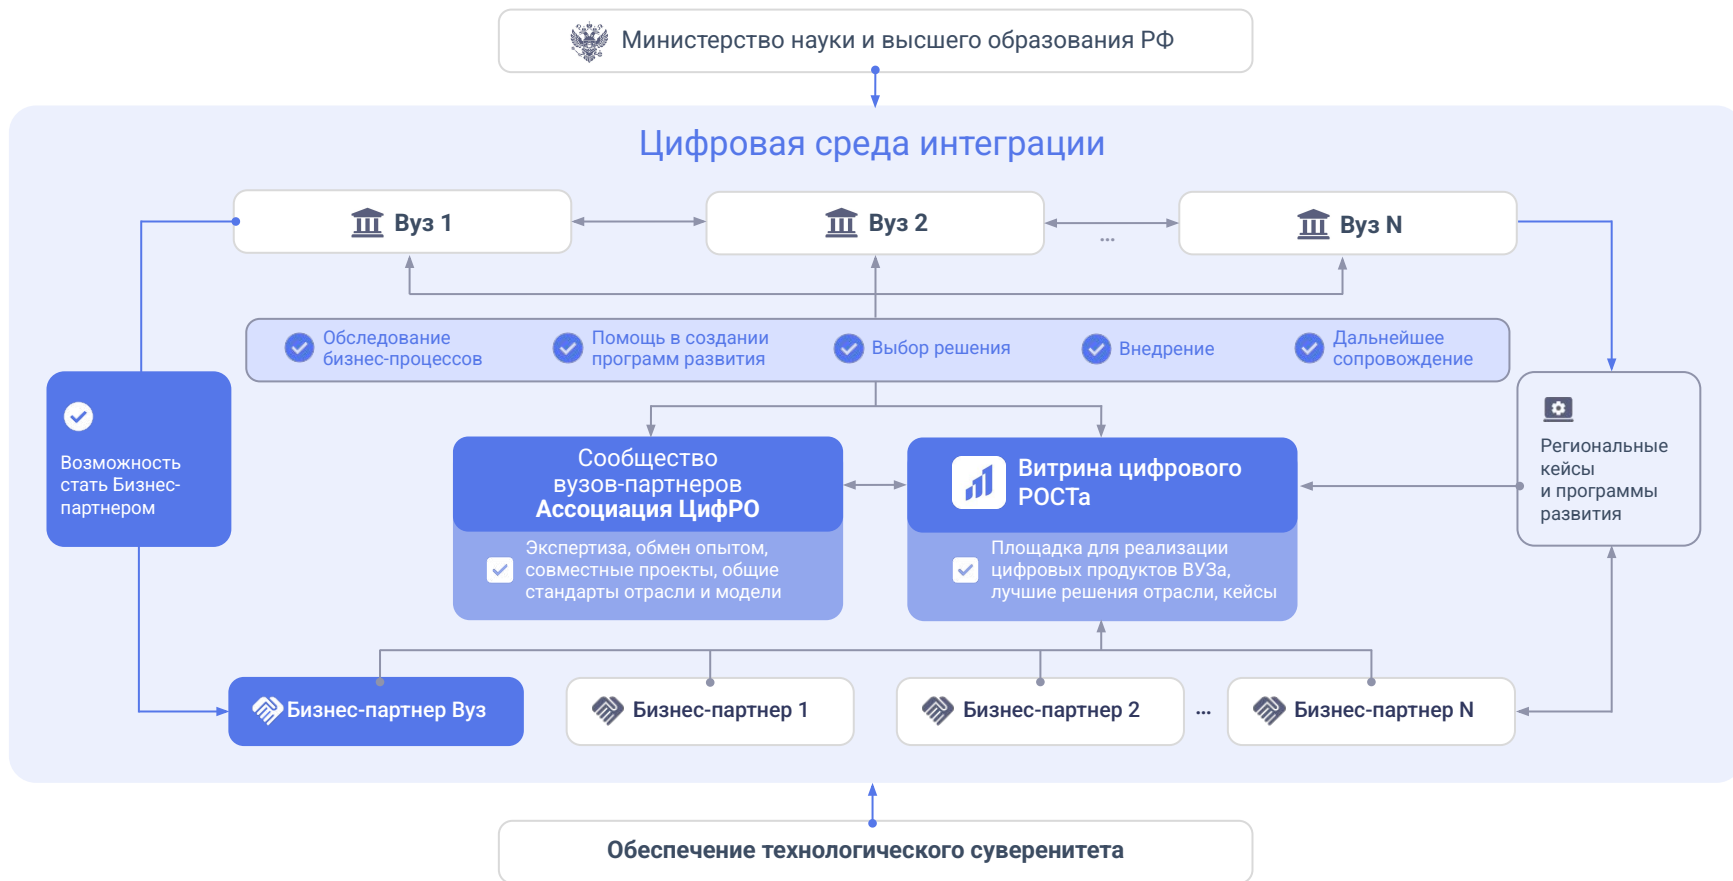 Министерство науки и высшего образования РФ
Цифровая среда интеграции
Вуз 1
Вуз 2
...
Вуз N
Обследование
бизнес-процессов
Помощь в создании
программ развития
Выбор решения
Внедрение
Дальнейшее
сопровождение
Возможность
стать Бизнес-
партнером
Сообщество
вузов-партнеров
Ассоциация ЦифРО
Экспертиза, обмен опытом,
совместные проекты, общие
стандарты отрасли и модели
Витрина цифрового
РОСТа
Площадка для реализации
цифровых продуктов ВУЗа,
лучшие решения отрасли, кейсы
Региональные
кейсы
и программы
развития
Бизнес-партнер Вуз
Бизнес-партнер 1
Бизнес-партнер 2
...
Бизнес-партнер N
Обеспечение технологического суверенитета